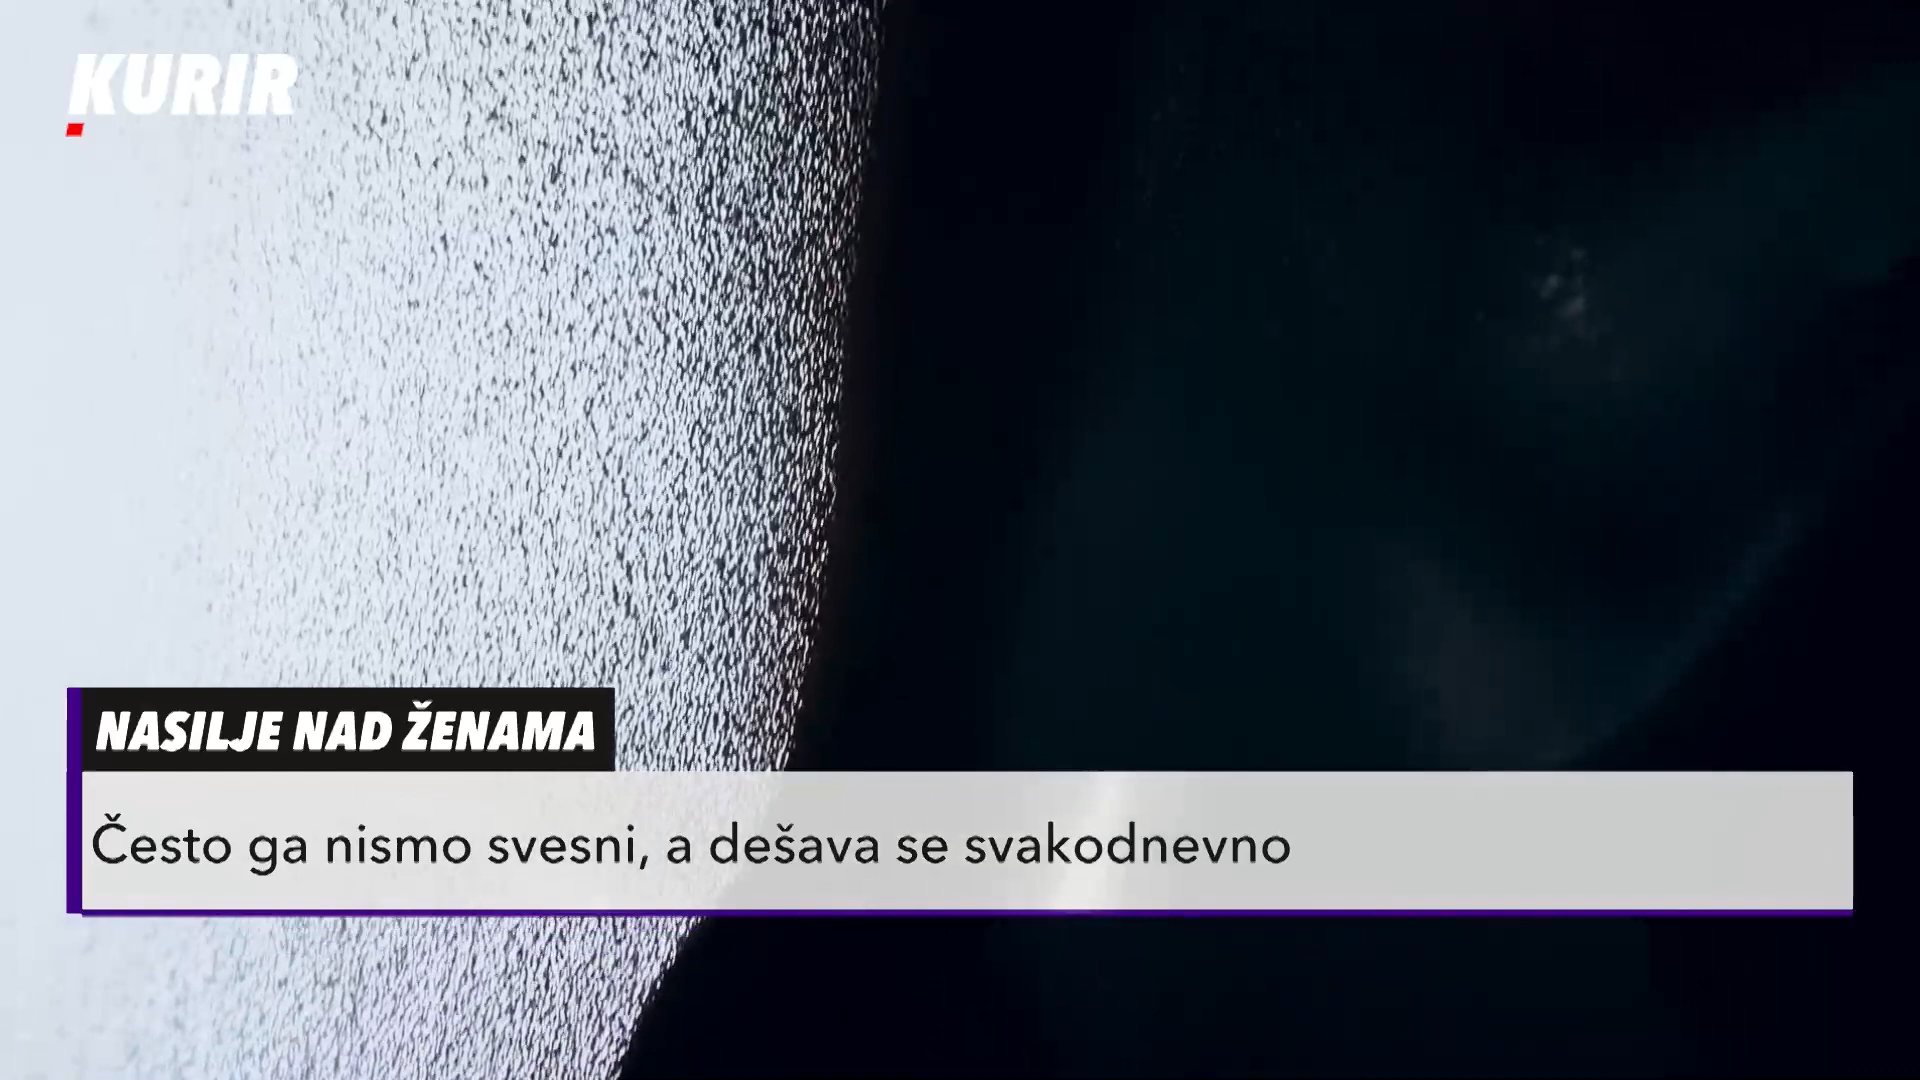 KURIR
NASILJE NAD ŽENAMA
Često ga nismo svesni, a dešava se svakodnevno